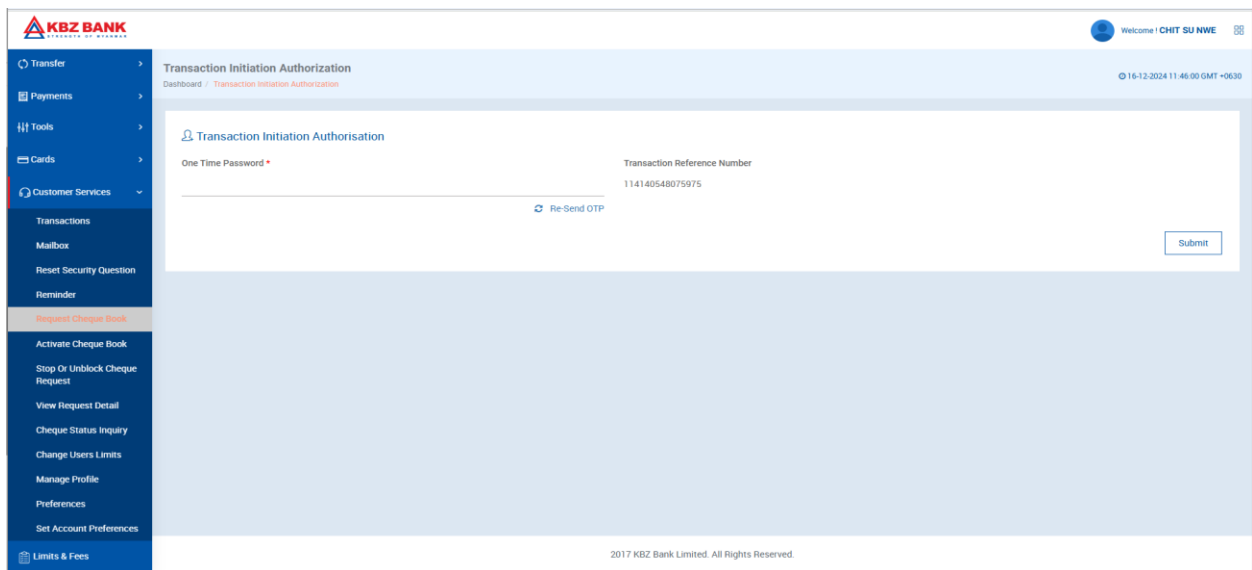 KBZ BANK
STRENGTH OF MYANMAR
Welcome ! CHIT SU NWE
Transfer
Payments
Tools
Cards
Customer Services
Transactions
Mailbox
Reset Security Question
Reminder
Request Cheque Book
Activate Cheque Book
Stop Or Unblock Cheque
Request
View Request Detail
Cheque Status Inquiry
Change Users Limits
Manage Profile
Preferences
Set Account Preferences
Limits & Fees
Transaction Initiation Authorization
Dashboard / Transaction Initiation Authorization
16-12-2024 11:46:00 GMT +0630
Transaction Initiation Authorisation
One Time Password *
Transaction Reference Number
114140548075975
Re-Send OTP
Submit
2017 KBZ Bank Limited. All Rights Reserved.